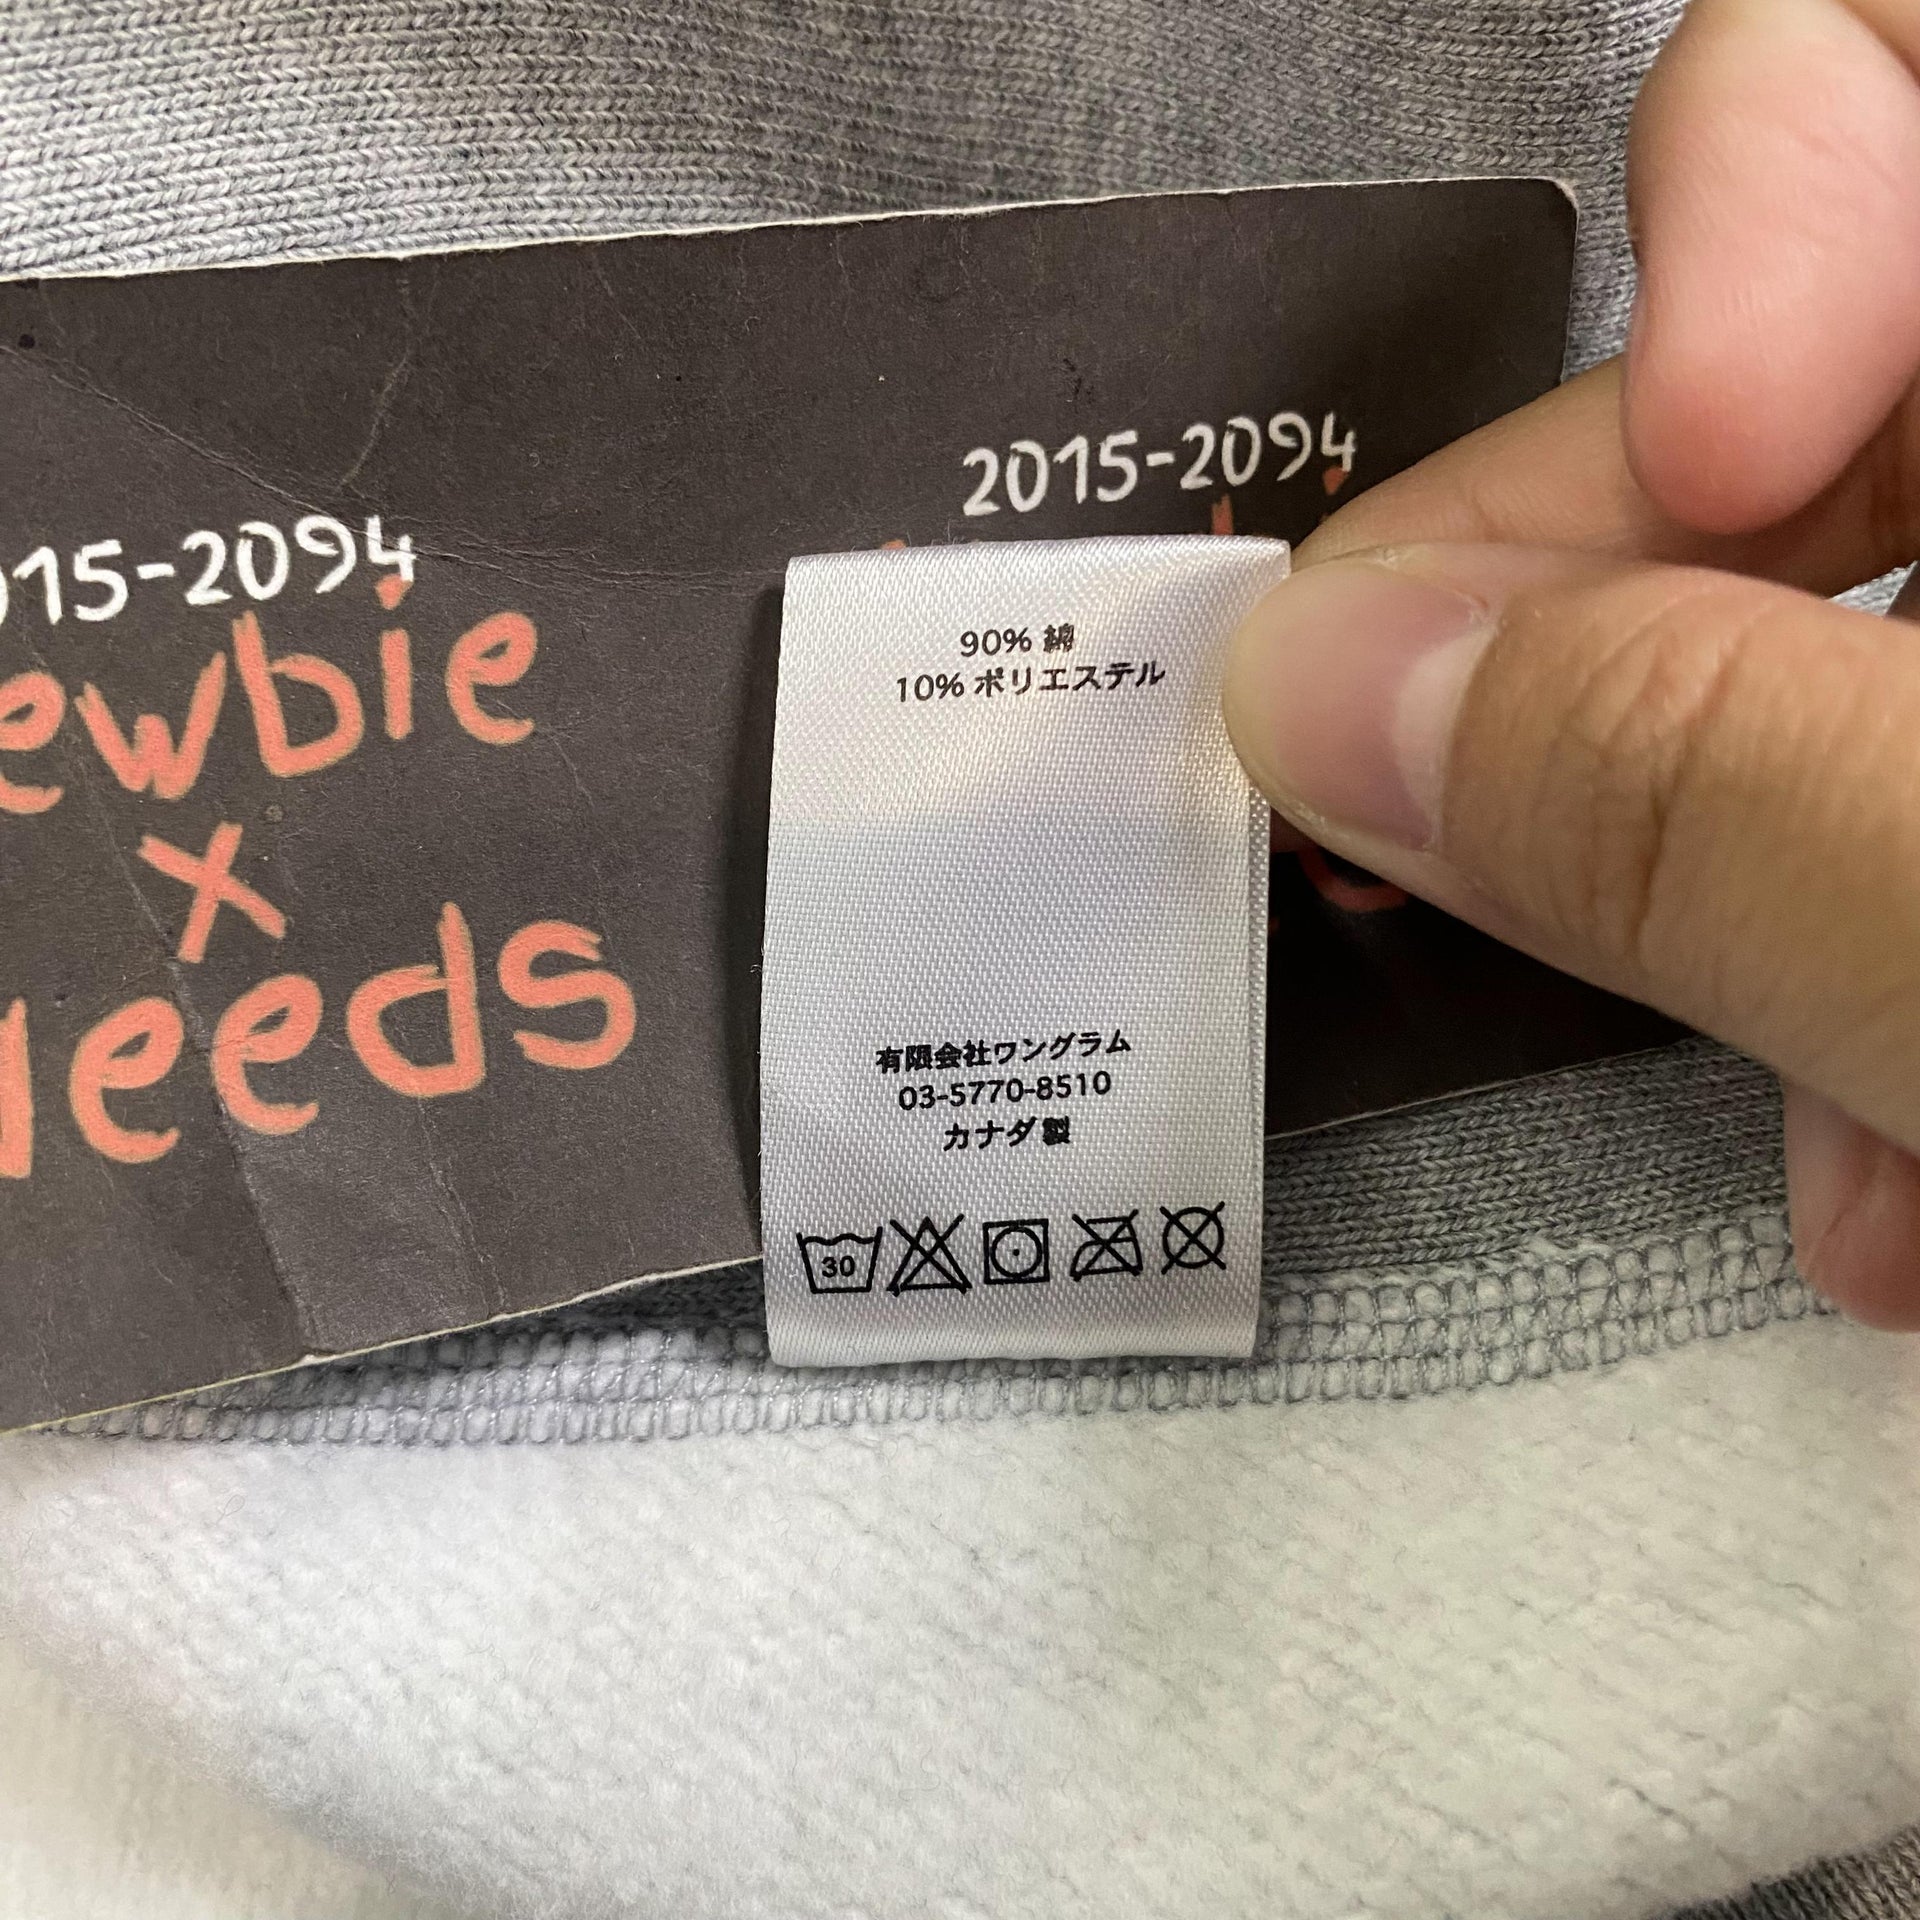 2015-2094
15-2094
ewbie
x
eeds
90% 綿
10% ポリエステル
有限会社ワングラム
03-5770-8510
カナダ製
30